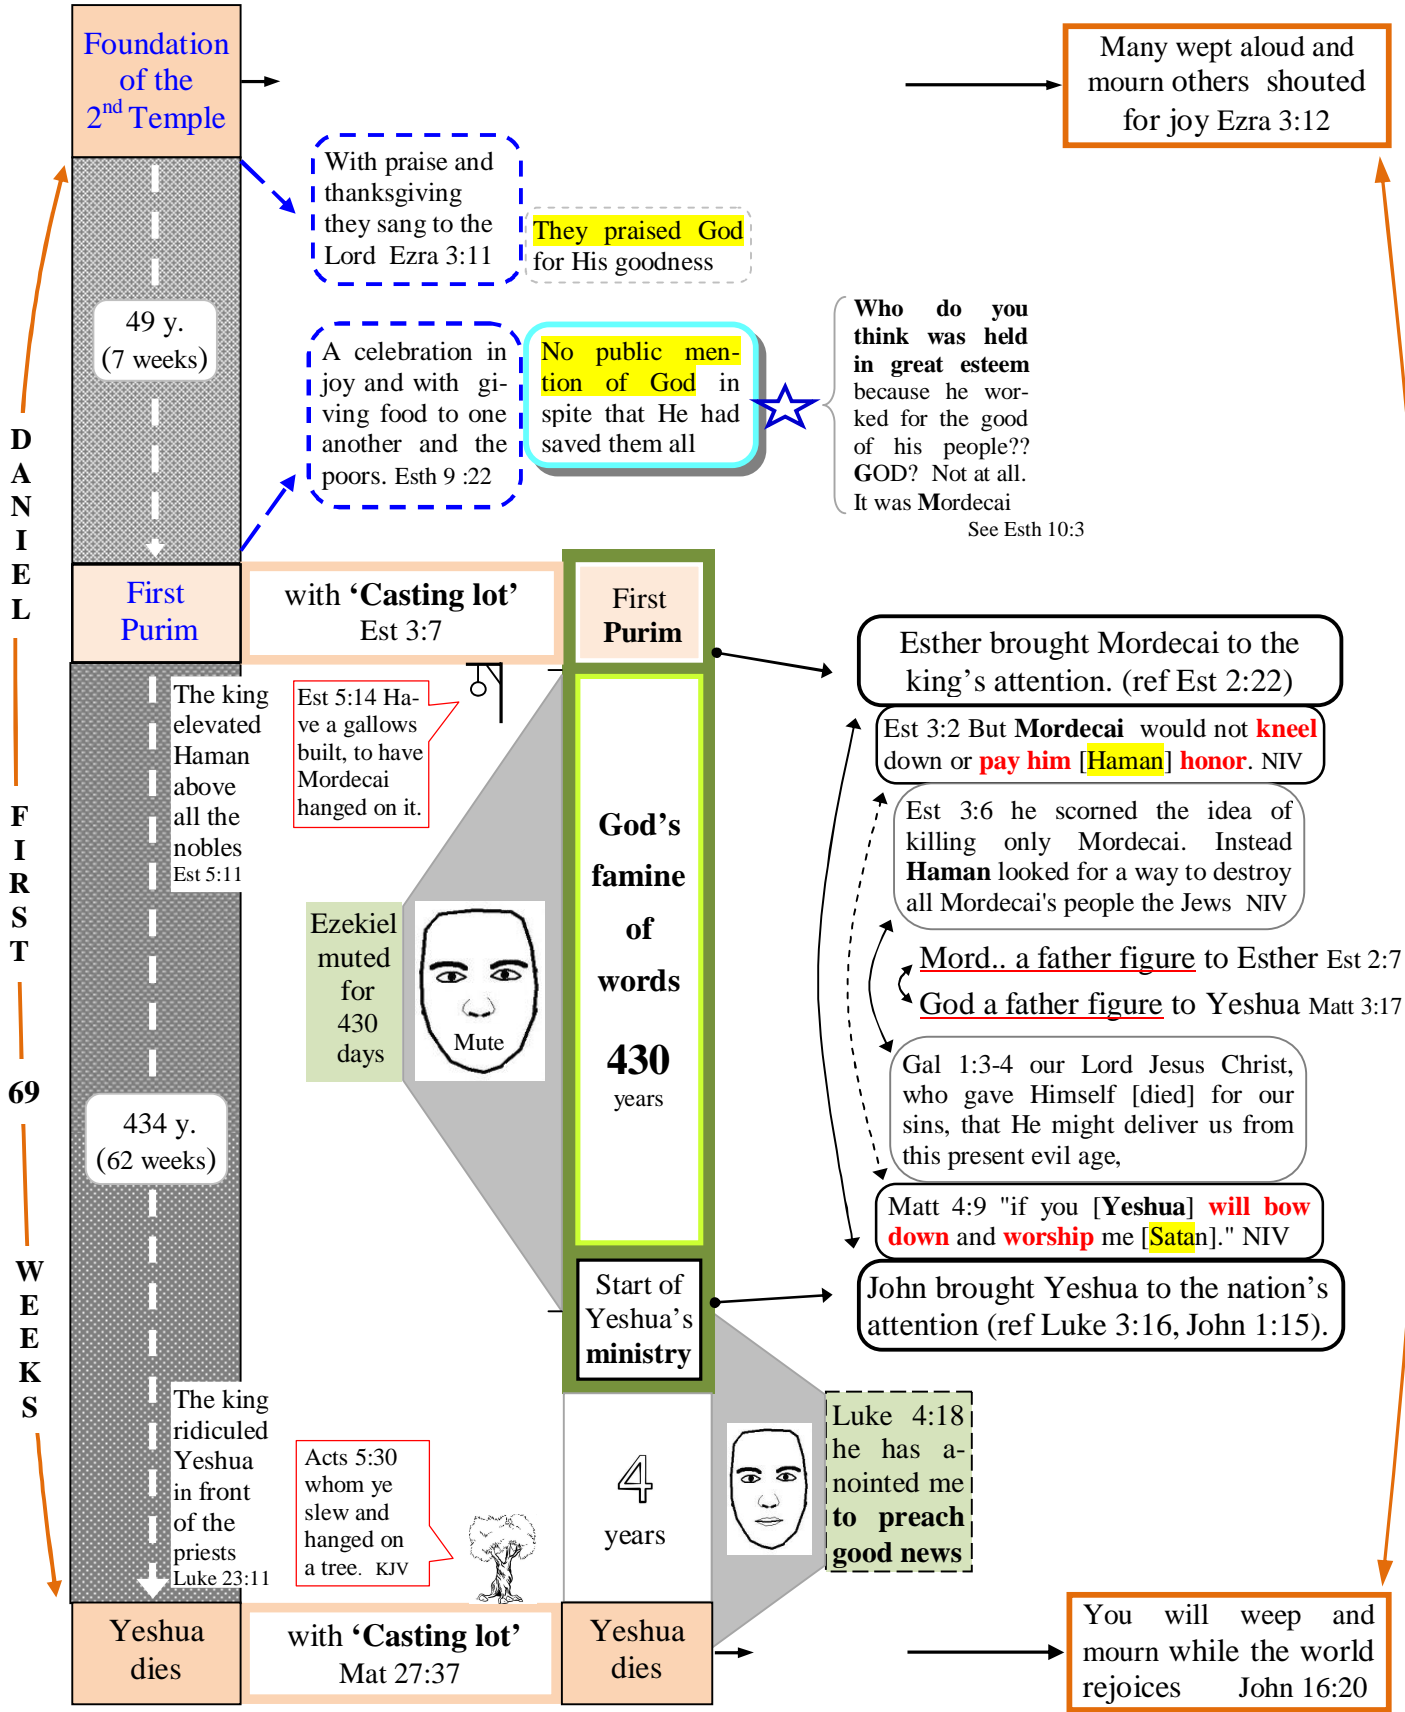 Foundation
of the
2nd Temple
Many wept aloud and
mourn others shouted
for joy Ezra 3:12
With praise and
thanksgiving
they sang to the
Lord Ezra 3:11
They praised God
for His goodness
49 y.
(7 weeks)
A celebration in
joy and with gi-
ving food to one
another and the
poors. Esth 9 :22
No public men-
tion of God in
spite that He had
saved them all
Who do you
think was held
in great esteem
because he wor-
ked for the good
of his people??
GOD? Not at all.
It was Mordecai
See Esth 10:3
DANIEL
FIRST
69
WEEKS
First
Purim
with ‘Casting lot’
Est 3:7
First
Purim
The king
elevated
Haman
above
all the
nobles
Est 5:11
Est 5:14 Ha-
ve a gallows
built, to have
Mordecai
hanged on it.
Ezekiel
muted
for
430
days
Mute
God’s
famine
of
words
430
years
Esther brought Mordecai to the
king’s attention. (ref Est 2:22)
Est 3:2 But Mordecai would not kneel
down or pay him [Haman] honor. NIV
Est 3:6 he scorned the idea of
killing only Mordecai. Instead
Haman looked for a way to destroy
all Mordecai's people the Jews NIV
Mord.. a father figure to Esther Est 2:7
God a father figure to Yeshua Matt 3:17
Gal 1:3-4 our Lord Jesus Christ,
who gave Himself [died] for our
sins, that He might deliver us from
this present evil age,
Matt 4:9 "if you [Yeshua] will bow
down and worship me [Satan]." NIV
John brought Yeshua to the nation’s
attention (ref Luke 3:16, John 1:15).
434 y.
(62 weeks)
Start of
Yeshua’s
ministry
The king
ridiculed
Yeshua
in front
of the
priests
Luke 23:11
Acts 5:30
whom ye
slew and
hanged on
a tree. KJV
4
years
Luke 4:18
he has a-
nointed me
to preach
good news
Yeshua
dies
with ‘Casting lot’
Mat 27:37
Yeshua
dies
You will weep and
mourn while the world
rejoices John 16:20